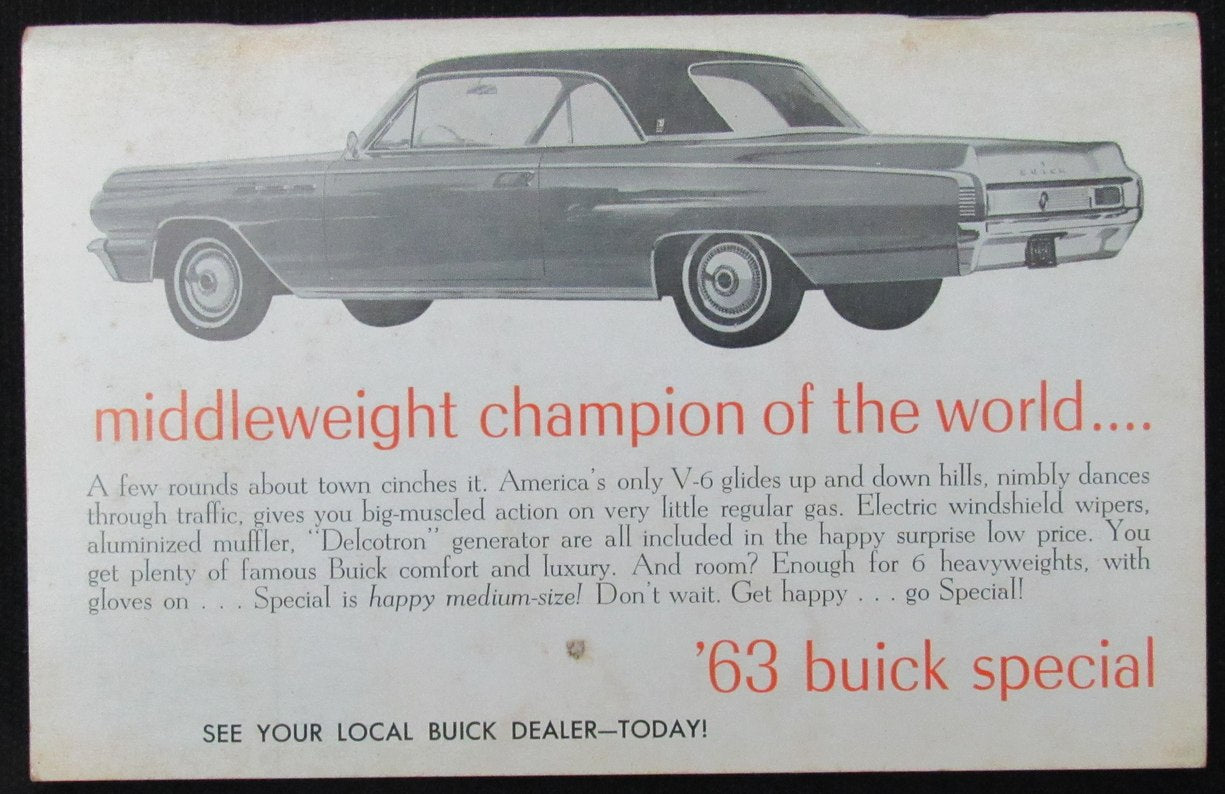 BUICK
middleweight champion of the world....
A few rounds about town cinches it. America's only V-6 glides up and down hills, nimbly dances
through traffic, gives you big-muscled action on very little regular gas. Electric windshield wipers,
aluminized muffler, "Delcotron" generator are all included in the happy surprise low price. You
get plenty of famous Buick comfort and luxury. And room? Enough for 6 heavyweights, with
gloves on . . . Special is happy medium-size! Don't wait. Get happy . . . go Special!
'63 buick special
SEE YOUR LOCAL BUICK DEALER—TODAY!